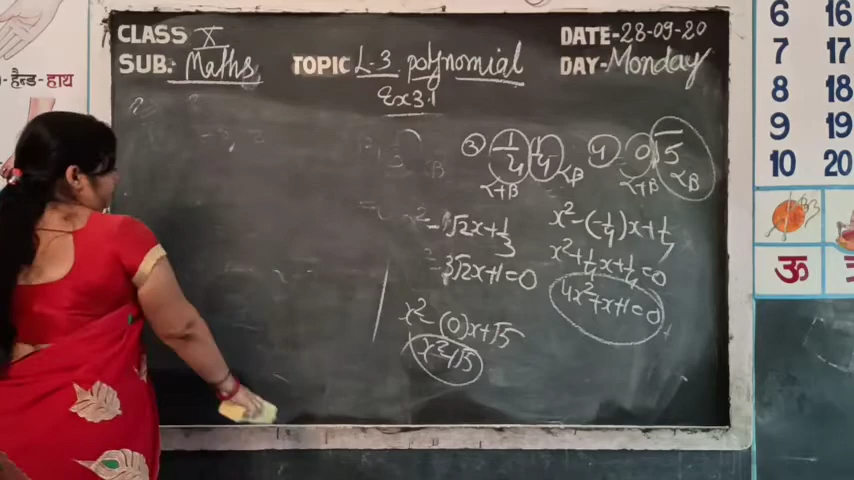 CLASS X
SUB:- Maths
TOPIC L-3 polynomial
Ex 3.1
DATE-28-09-20
DAY-Monday
③ 1/4 1/4
α+β αβ
4 0 √5
α+β αβ
√2x+1/3
3√2x+1=0
x²-(0)x+√5
x²+√5
x²-(-1/4)x+1/4
x²+1/4x+1/4=0
4x²+x+1=0
हैन्ड-हाथ
6 16
7 17
8 18
9 19
10 20
ऊ